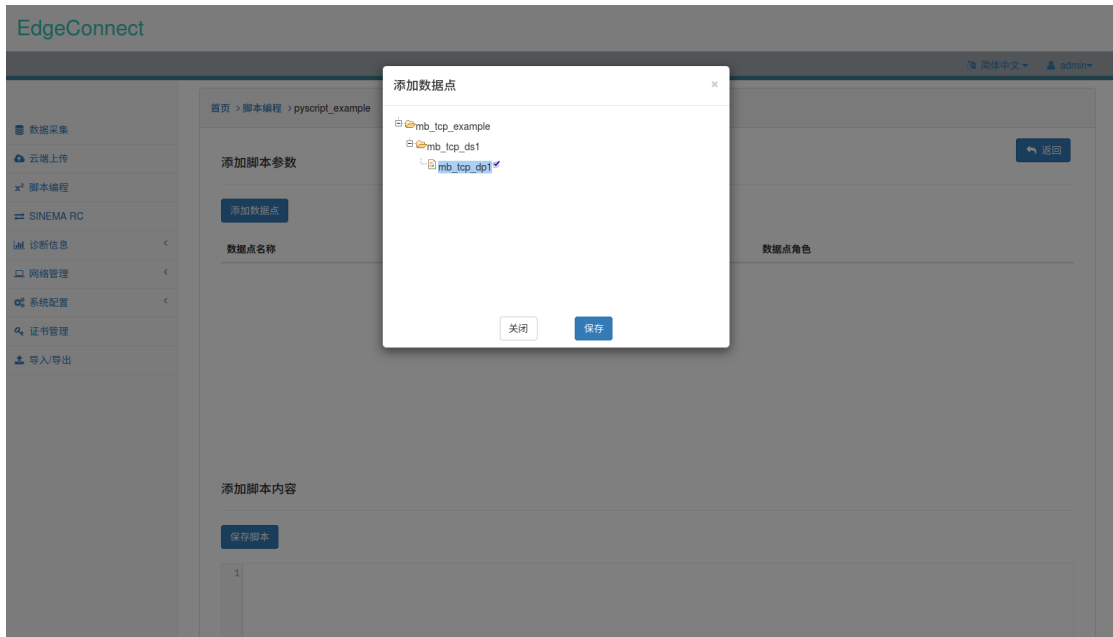 EdgeConnect
简体中文
admin
添加数据点
×
首页 > 脚本编程 > pyscript_example
mb_tcp_example
mb_tcp_ds1
mb_tcp_dp1
数据采集
云端上传
脚本编程
SINEMA RC
诊断信息
网络管理
系统配置
证书管理
导入/导出
返回
添加脚本参数
添加数据点
数据点名称
数据点角色
关闭
保存
添加脚本内容
保存脚本
1